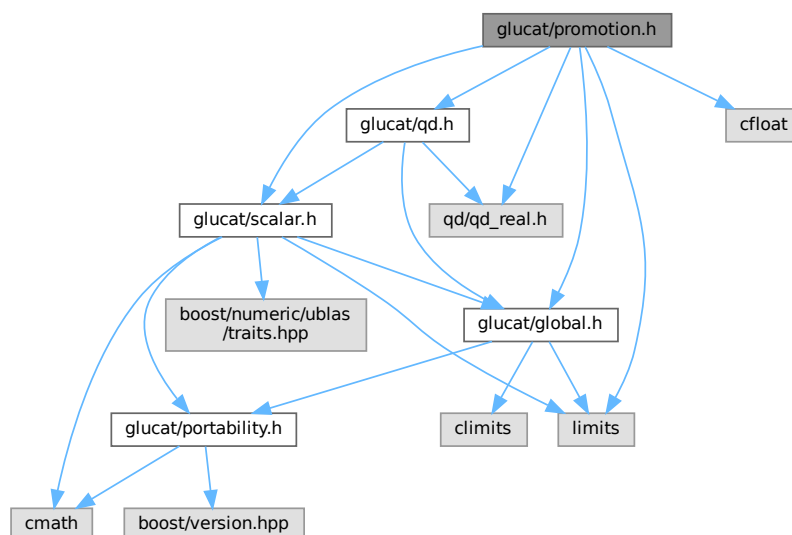 glucat/promotion.h
glucat/qd.h
cfloat
glucat/scalar.h
qd/qd_real.h
boost/numeric/ublas
/traits.hpp
glucat/global.h
glucat/portability.h
climits
limits
cmath
boost/version.hpp